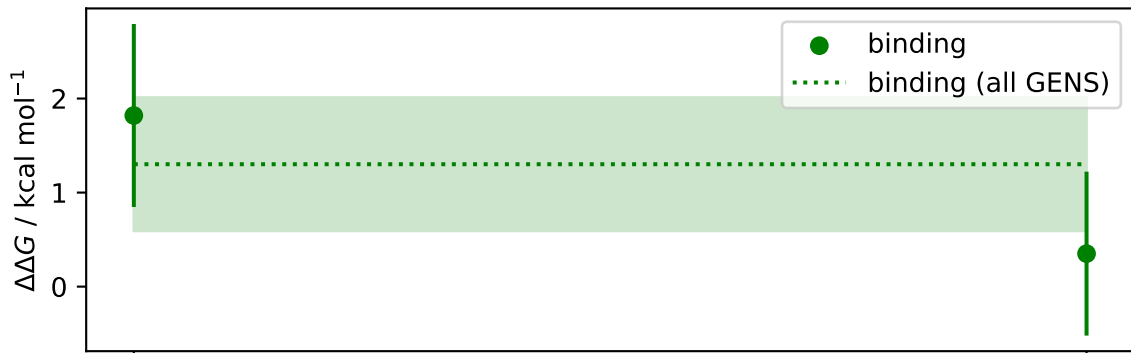 binding
binding (all GENS)
2
1
0
ΔΔG / kcal mol⁻¹